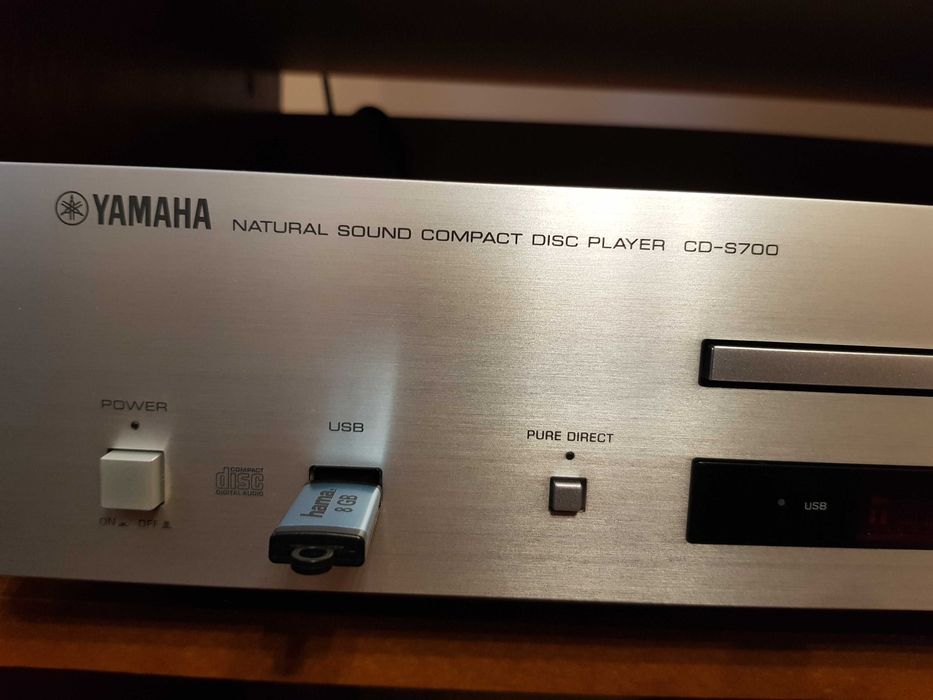 YAMAHA NATURAL SOUND COMPACT DISC PLAYER CD-S700
POWER
USB
PURE DIRECT
COMPACT
disc
DIGITAL AUDIO
hama.
8 GB
USB
ON OFF